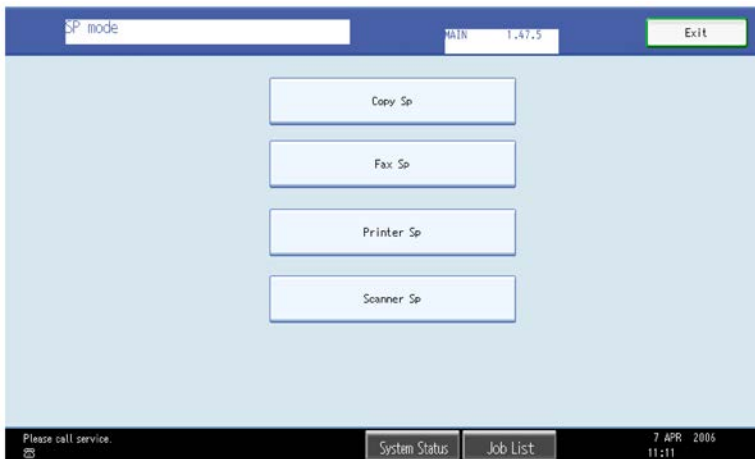 SP mode
MAIN 1.47.5
Exit
Copy Sp
Fax Sp
Printer Sp
Scanner Sp
Please call service.
System Status
Job List
7 APR 2006
11:11